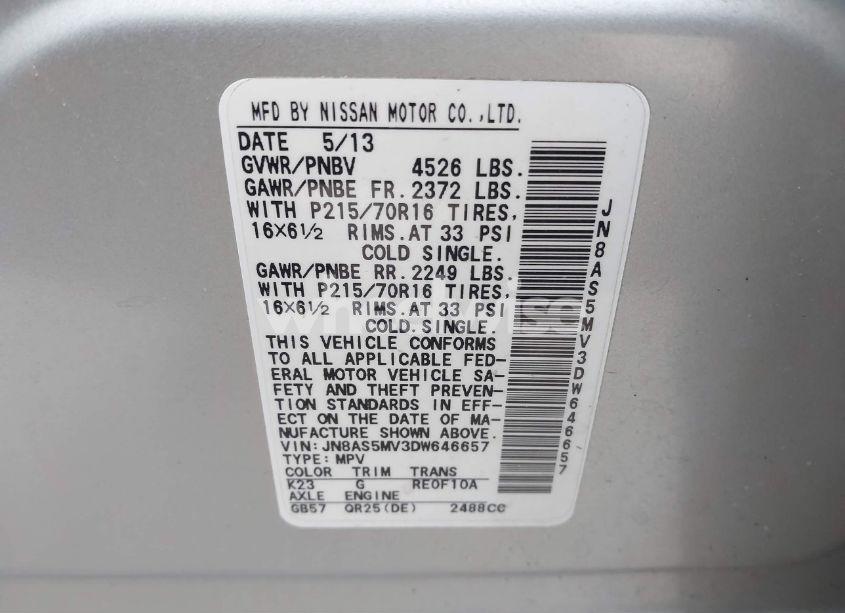 MFD BY NISSAN MOTOR CO.,LTD.
DATE 5/13
GVWR/PNBV 4526 LBS.
GAWR/PNBE FR. 2372 LBS.
WITH P215/70R16 TIRES,
16×6½ RIMS.AT 33 PSI
COLD SINGLE.
GAWR/PNBE RR. 2249 LBS.
WITH P215/70R16 TIRES,
16×6½ RIMS.AT 33 PSI
COLD.SINGLE.
THIS VEHICLE CONFORMS
TO ALL APPLICABLE FED-
ERAL MOTOR VEHICLE SA-
FETY AND THEFT PREVEN-
TION STANDARDS IN EFF-
ECT ON THE DATE OF MA-
NUFACTURE SHOWN ABOVE.
VIN:JN8AS5MV3DW646657
TYPE:MPV
COLOR TRIM TRANS
K23 G RE0F10A
AXLE ENGINE
GB57 QR25(DE) 2488CC
JN8AS5MV3DW646657